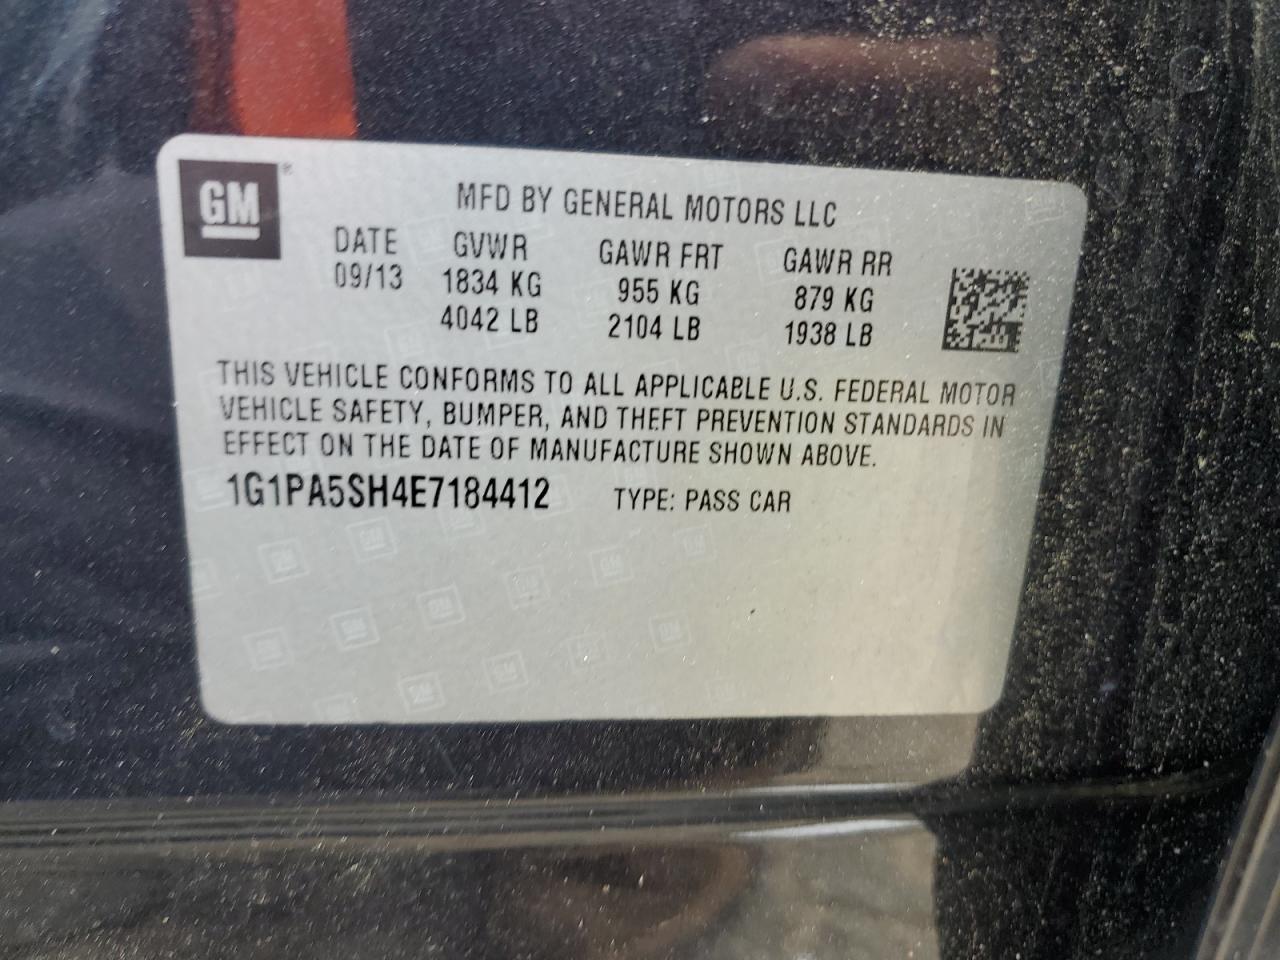 GM®
MFD BY GENERAL MOTORS LLC
DATE GVWR GAWR FRT GAWR RR
09/13 1834 KG 955 KG 879 KG
4042 LB 2104 LB 1938 LB
THIS VEHICLE CONFORMS TO ALL APPLICABLE U.S. FEDERAL MOTOR
VEHICLE SAFETY, BUMPER, AND THEFT PREVENTION STANDARDS IN
EFFECT ON THE DATE OF MANUFACTURE SHOWN ABOVE.
1G1PA5SH4E7184412 TYPE: PASS CAR